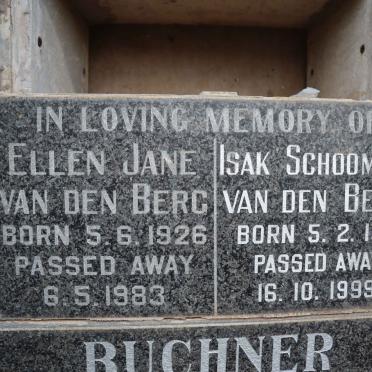 IN LOVING MEMORY O
ELLEN JANE
VAN DEN BERG
BORN 5.6.1926
PASSED AWAY
6.5.1983
ISAK SCHOOM
VAN DEN BE
BORN 5.2.1
PASSED AWA
16.10.1999
BUCHNER